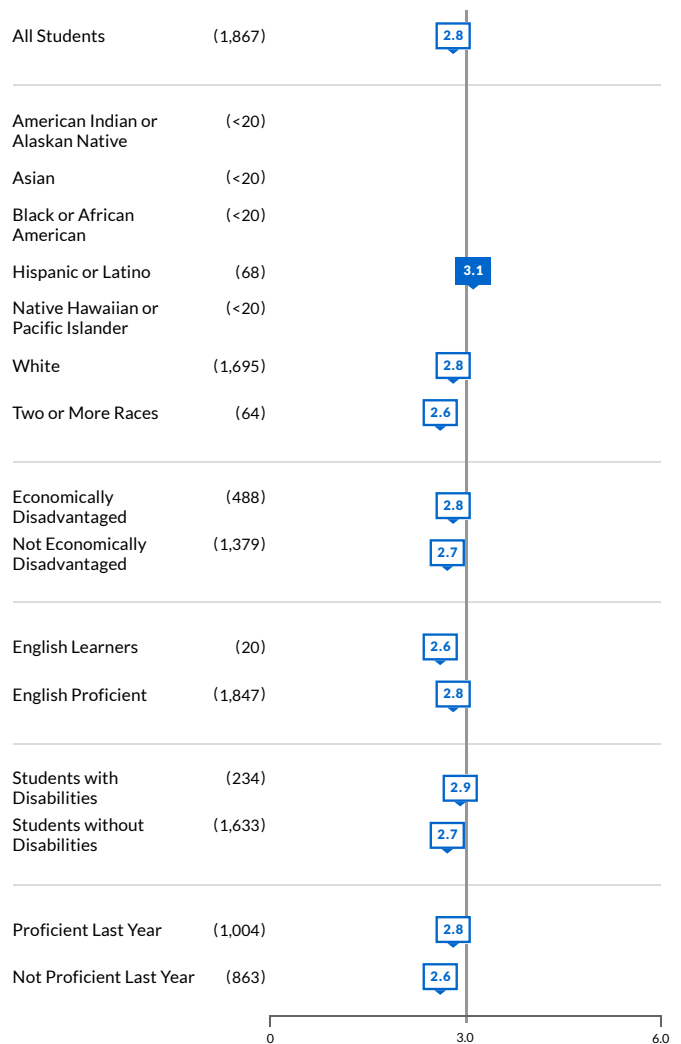 All Students (1,867) 2.8
American Indian or
Alaskan Native (<20)
Asian (<20)
Black or African
American (<20)
Hispanic or Latino (68) 3.1
Native Hawaiian or
Pacific Islander (<20)
White (1,695) 2.8
Two or More Races (64) 2.6
Economically
Disadvantaged (488) 2.8
Not Economically
Disadvantaged (1,379) 2.7
English Learners (20) 2.6
English Proficient (1,847) 2.8
Students with
Disabilities (234) 2.9
Students without
Disabilities (1,633) 2.7
Proficient Last Year (1,004) 2.8
Not Proficient Last Year (863) 2.6
0 3.0 6.0